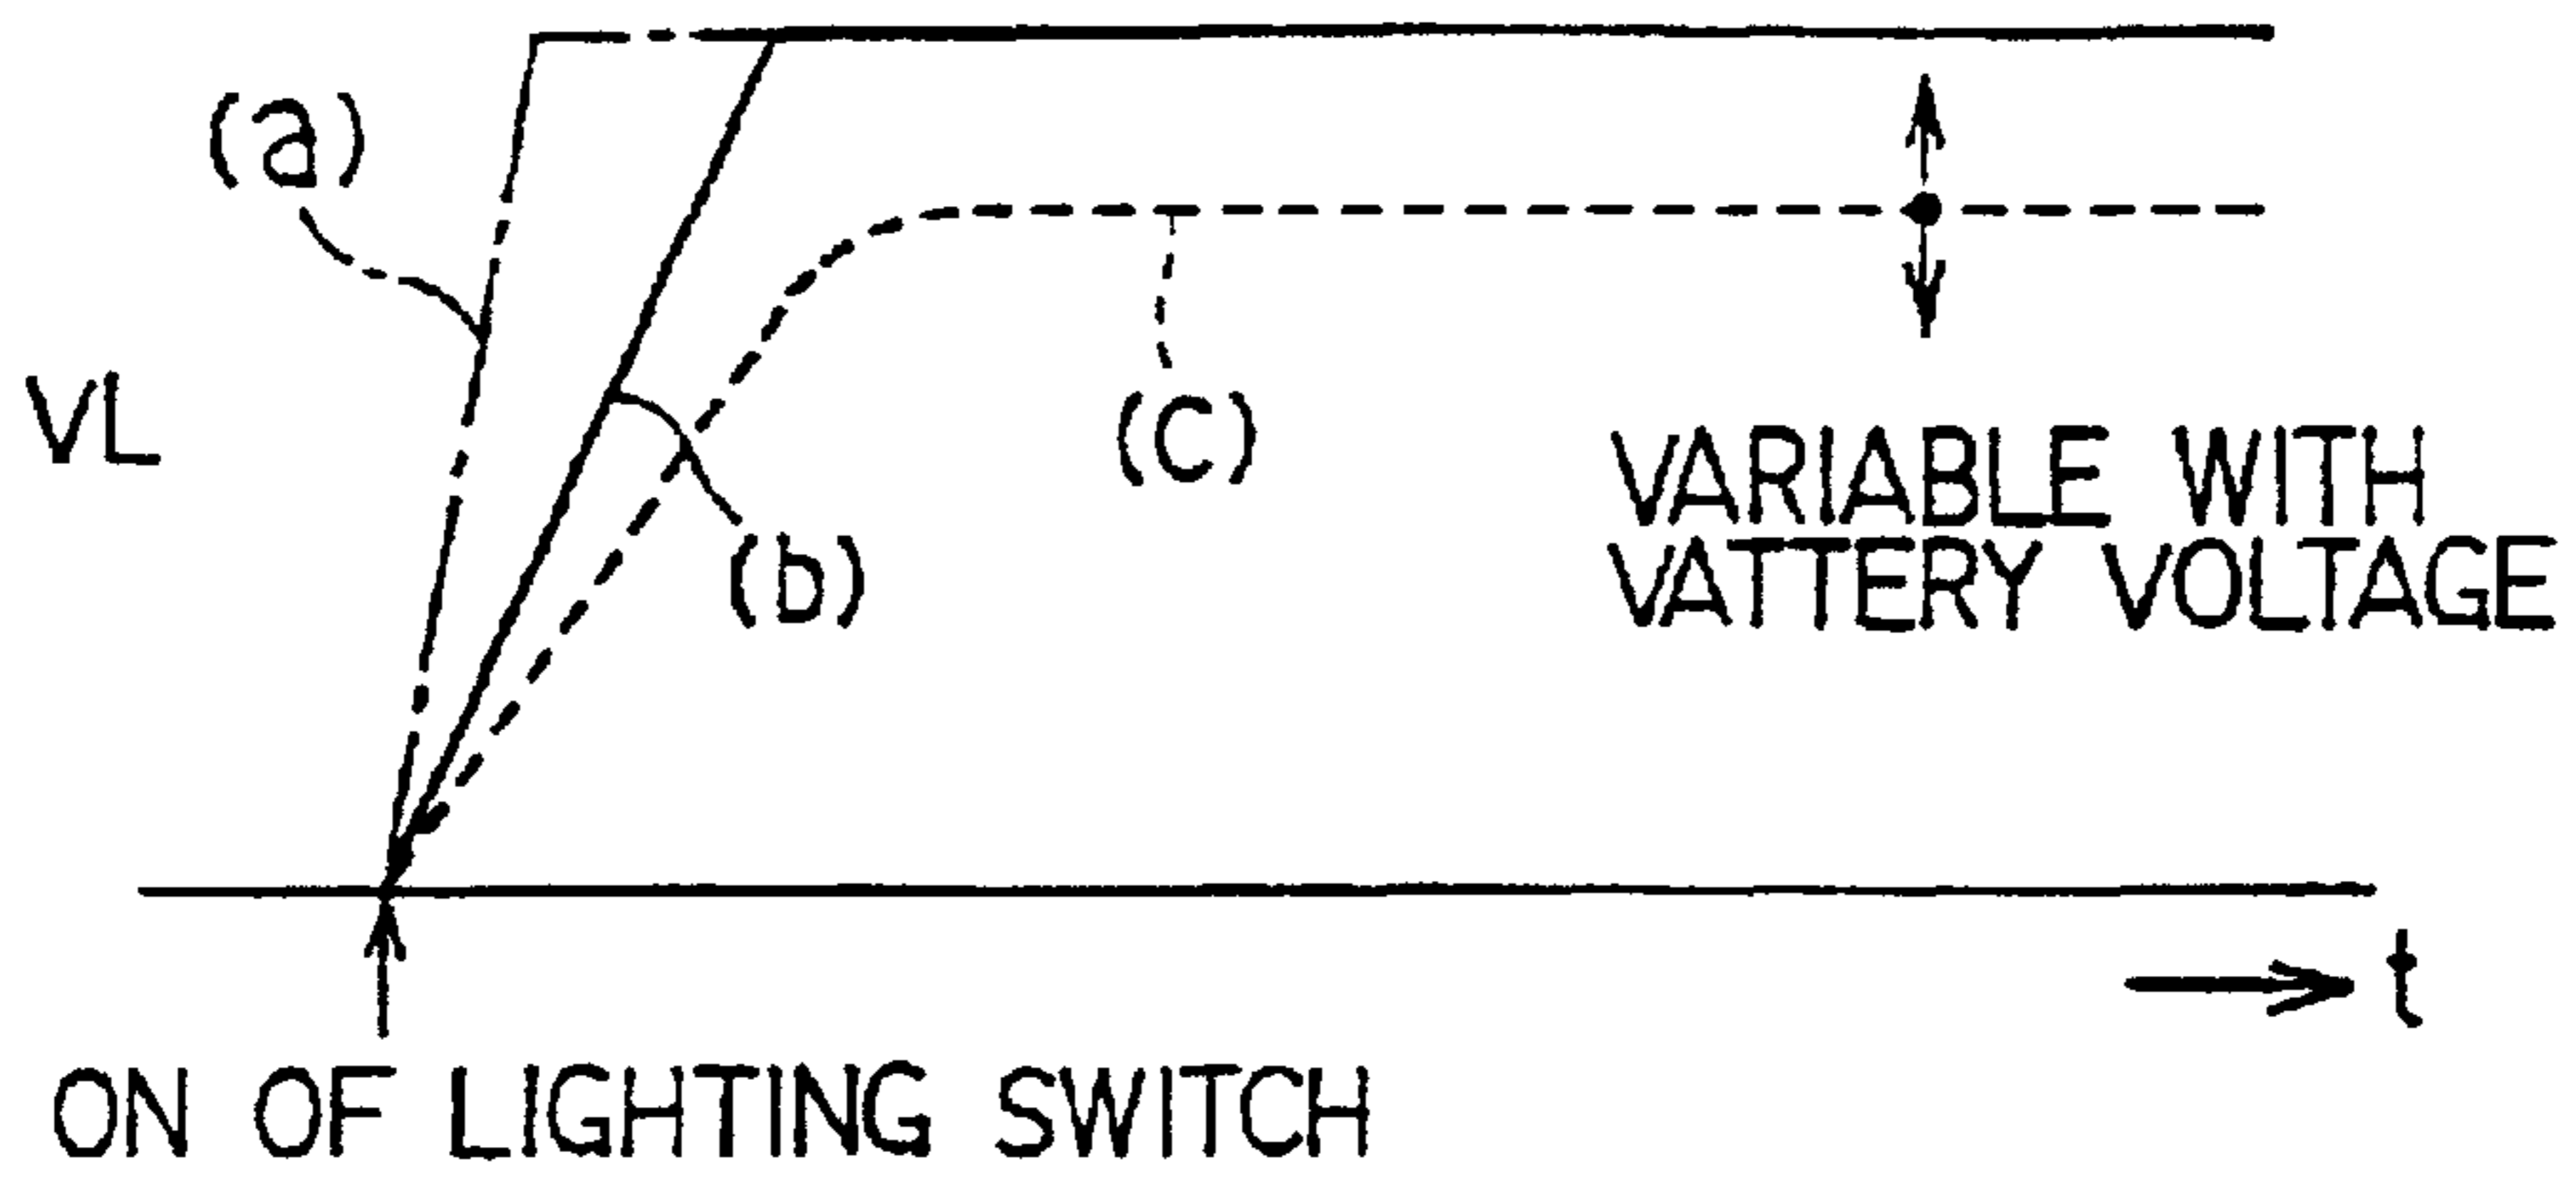 (a)
VL
(C)
(b)
VARIABLE WITH
VATTERY VOLTAGE
t
ON OF LIGHTING SWITCH